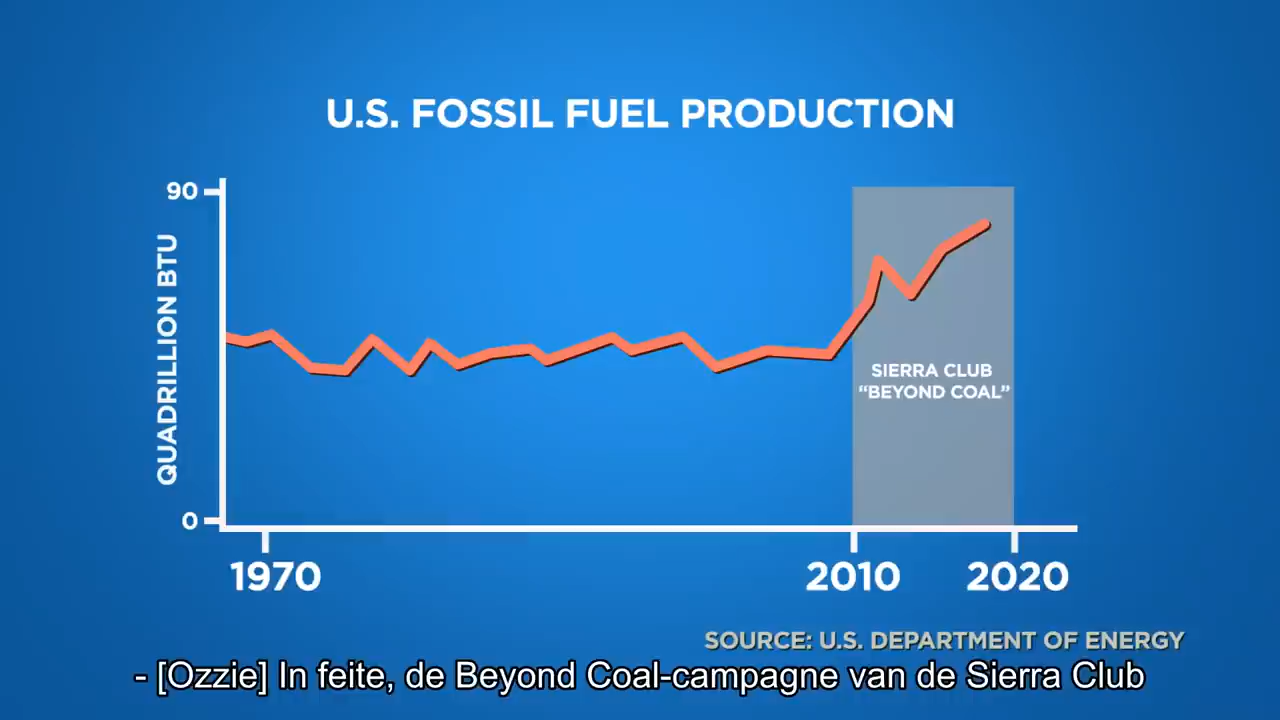 U.S. FOSSIL FUEL PRODUCTION
90
QUADRILLION BTU
0
SIERRA CLUB
“BEYOND COAL”
1970
2010
2020
SOURCE: U.S. DEPARTMENT OF ENERGY
- [Ozzie] In feite, de Beyond Coal-campagne van de Sierra Club